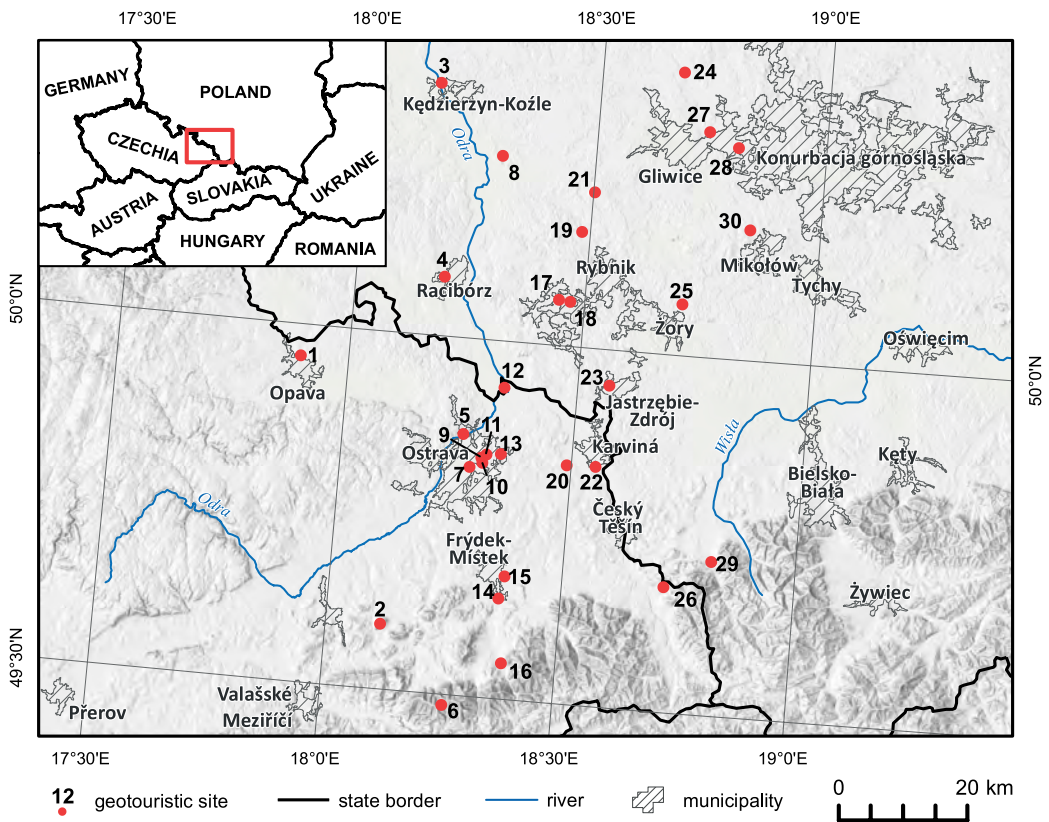 17°30'E 18°0'E 18°30'E 19°0'E
GERMANY
POLAND
CZECHIA
UKRAINE
SLOVAKIA
AUSTRIA
HUNGARY
ROMANIA
3
Kędzierzyn-Koźle
Odra
24
27
28
Konurbacja górnośląska
Gliwice
8
21
19
30
Mikołów
Tychy
4
Racibórz
Rybnik
17
18
25
Żory
50°0'N
50°0'N
Oświęcim
1
Opava
12
23
Jastrzębie-
Zdrój
5
11
9
13
Ostrava
7
10
Karviná
20
22
Wisła
Bielsko-
Biała
Kęty
Odra
Český
Těšín
Frýdek-
Místek
15
14
29
26
Żywiec
2
16
49°30'N
Valašské
Meziříčí
Přerov
6
17°30'E 18°0'E 18°30'E 19°0'E
12 geotouristic site state border river municipality
0 20 km